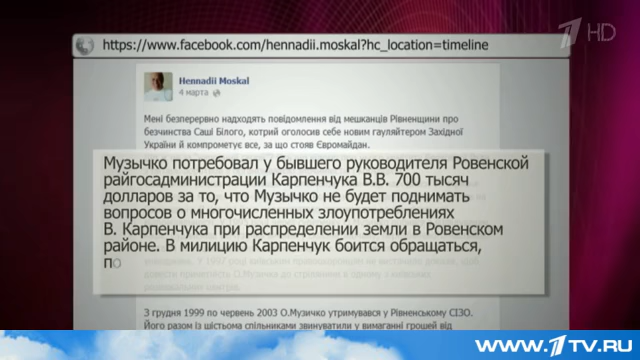 HD
https://www.facebook.com/hennadii.moskal?hc_location=timeline
Hennadii Moskal
4 марта
Мені безперервно надходять повідомлення від мешканців Рівненщини про
безчинства Саші Білого, котрий оголосив себе новим гауляйтером Західної
України й компрометує все, за що стояв Євромайдан.
Музычко потребовал у бывшего руководителя Ровенской
райгосадминистрации Карпенчука В.В. 700 тысяч
долларов за то, что Музычко не будет поднимать
вопросов о многочисленных злоупотреблениях
В. Карпенчука при распределении земли в Ровенском
районе. В милицию Карпенчук боится обращаться,
по
З грудня 1999 по червень 2003 О.Музичко утримувався у Рівненському СІЗО.
Його разом із шістьома спільниками звинуватили у вимаганні грошей від
WWW.1TV.RU